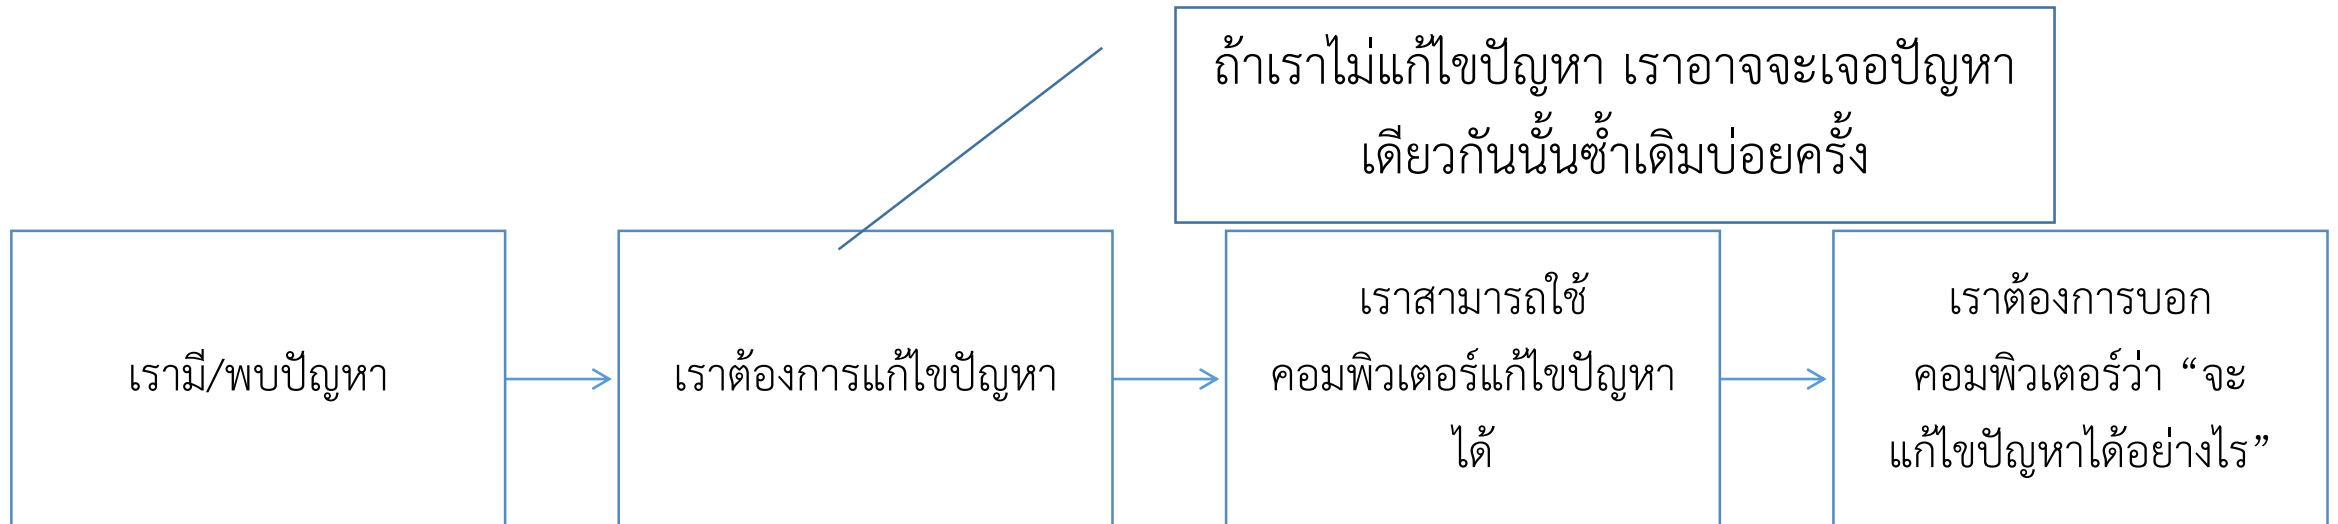 ถ้าเราไม่แก้ไขปัญหา เราอาจจะเจอปัญหา
เดียวกันนั้นซ้ำเดิมบ่อยครั้ง
เรามี/พบปัญหา
เราต้องการแก้ไขปัญหา
เราสามารถใช้
คอมพิวเตอร์แก้ไขปัญหา
ได้
เราต้องการบอก
คอมพิวเตอร์ว่า “จะ
แก้ไขปัญหาได้อย่างไร”